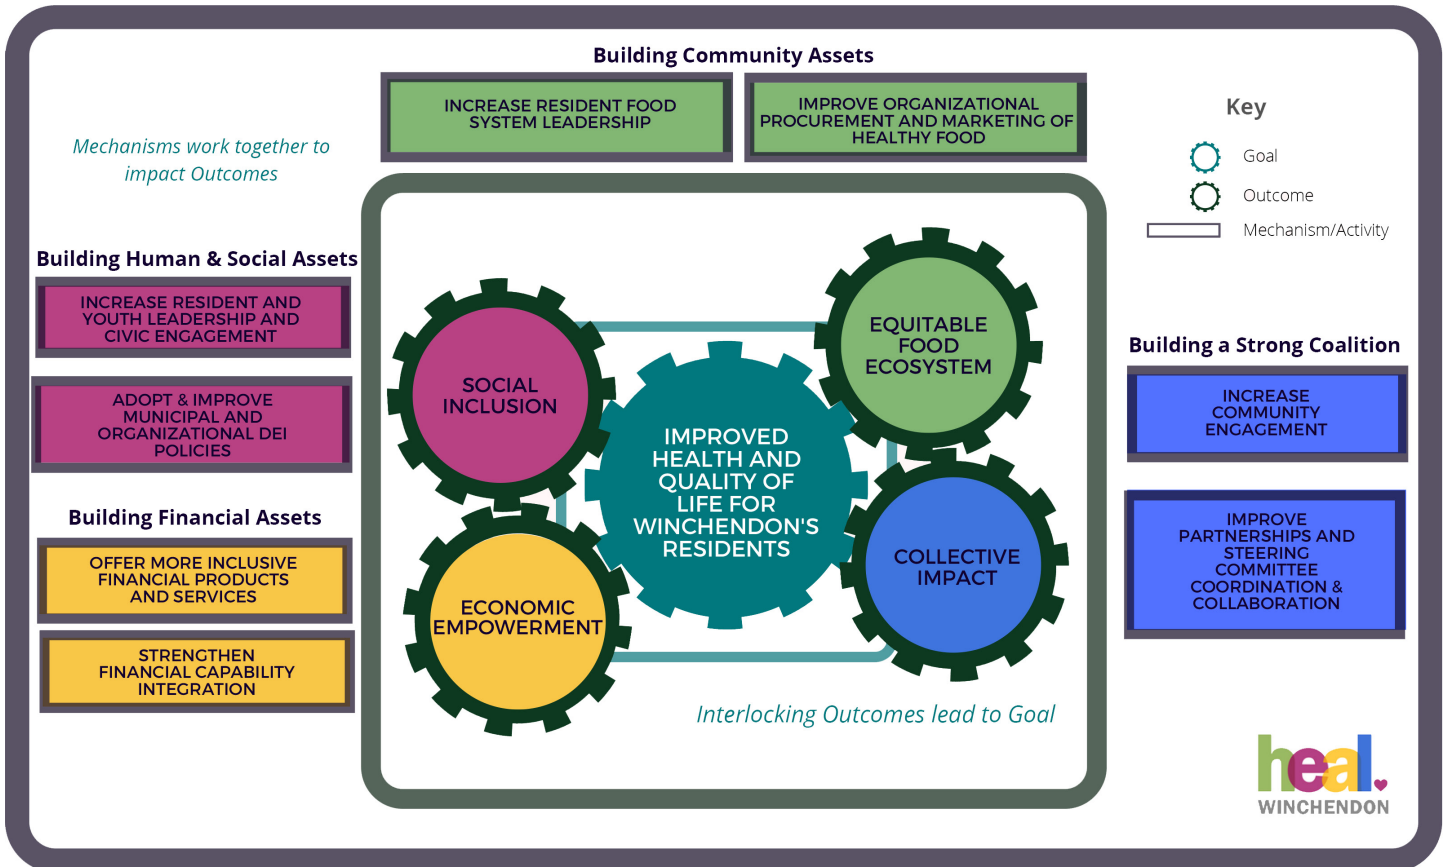 Building Community Assets
INCREASE RESIDENT FOOD
SYSTEM LEADERSHIP
IMPROVE ORGANIZATIONAL
PROCUREMENT AND MARKETING OF
HEALTHY FOOD
Key
Goal
Outcome
Mechanism/Activity
Mechanisms work together to
impact Outcomes
Building Human & Social Assets
INCREASE RESIDENT AND
YOUTH LEADERSHIP AND
CIVIC ENGAGEMENT
ADOPT & IMPROVE
MUNICIPAL AND
ORGANIZATIONAL DEI
POLICIES
Building Financial Assets
OFFER MORE INCLUSIVE
FINANCIAL PRODUCTS
AND SERVICES
STRENGTHEN
FINANCIAL CAPABILITY
INTEGRATION
SOCIAL
INCLUSION
EQUITABLE
FOOD
ECOSYSTEM
IMPROVED
HEALTH AND
QUALITY OF
LIFE FOR
WINCHENDON'S
RESIDENTS
ECONOMIC
EMPOWERMENT
COLLECTIVE
IMPACT
Interlocking Outcomes lead to Goal
Building a Strong Coalition
INCREASE
COMMUNITY
ENGAGEMENT
IMPROVE
PARTNERSHIPS AND
STEERING
COMMITTEE
COORDINATION &
COLLABORATION
heal.
WINCHENDON